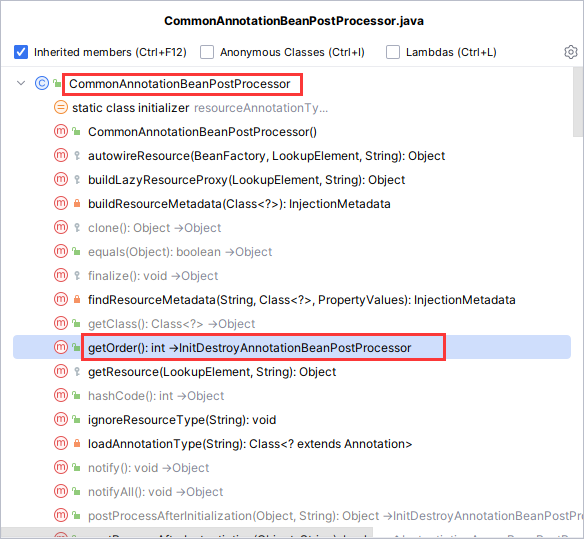 CommonAnnotationBeanPostProcessor.java
Inherited members (Ctrl+F12) Anonymous Classes (Ctrl+I) Lambdas (Ctrl+L)
C CommonAnnotationBeanPostProcessor
static class initializer resourceAnnotationTy...
m CommonAnnotationBeanPostProcessor()
m autowireResource(BeanFactory, LookupElement, String): Object
m buildLazyResourceProxy(LookupElement, String): Object
m buildResourceMetadata(Class<?>): InjectionMetadata
m clone(): Object →Object
m equals(Object): boolean →Object
m finalize(): void →Object
m findResourceMetadata(String, Class<?>, PropertyValues): InjectionMetadata
m getClass(): Class<?> →Object
m getOrder(): int →InitDestroyAnnotationBeanPostProcessor
m getResource(LookupElement, String): Object
m hashCode(): int →Object
m ignoreResourceType(String): void
m loadAnnotationType(String): Class<? extends Annotation>
m notify(): void →Object
m notifyAll(): void →Object
m postProcessAfterInitialization(Object, String): Object →InitDestroyAnnotationBeanPostPro